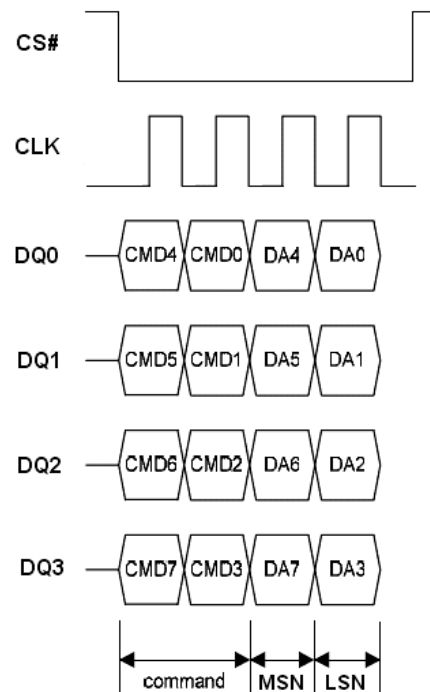 CS#
CLK
DQ0 CMD4 CMD0 DA4 DA0
DQ1 CMD5 CMD1 DA5 DA1
DQ2 CMD6 CMD2 DA6 DA2
DQ3 CMD7 CMD3 DA7 DA3
command MSN LSN